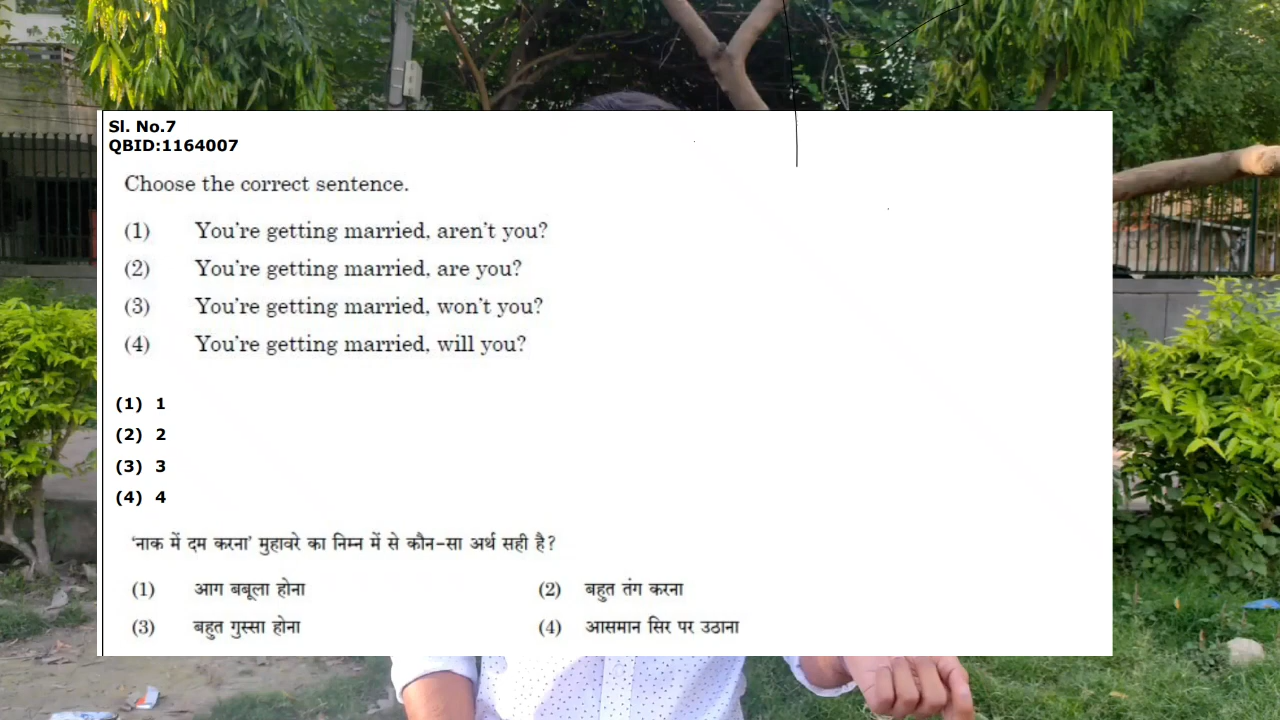 Sl. No.7
QBID:1164007
Choose the correct sentence.
(1) You're getting married, aren't you?
(2) You're getting married, are you?
(3) You're getting married, won't you?
(4) You're getting married, will you?
(1) 1
(2) 2
(3) 3
(4) 4
'नाक में दम करना' मुहावरे का निम्न में से कौन-सा अर्थ सही है?
(1) आग बबूला होना (2) बहुत तंग करना
(3) बहुत गुस्सा होना (4) आसमान सिर पर उठाना